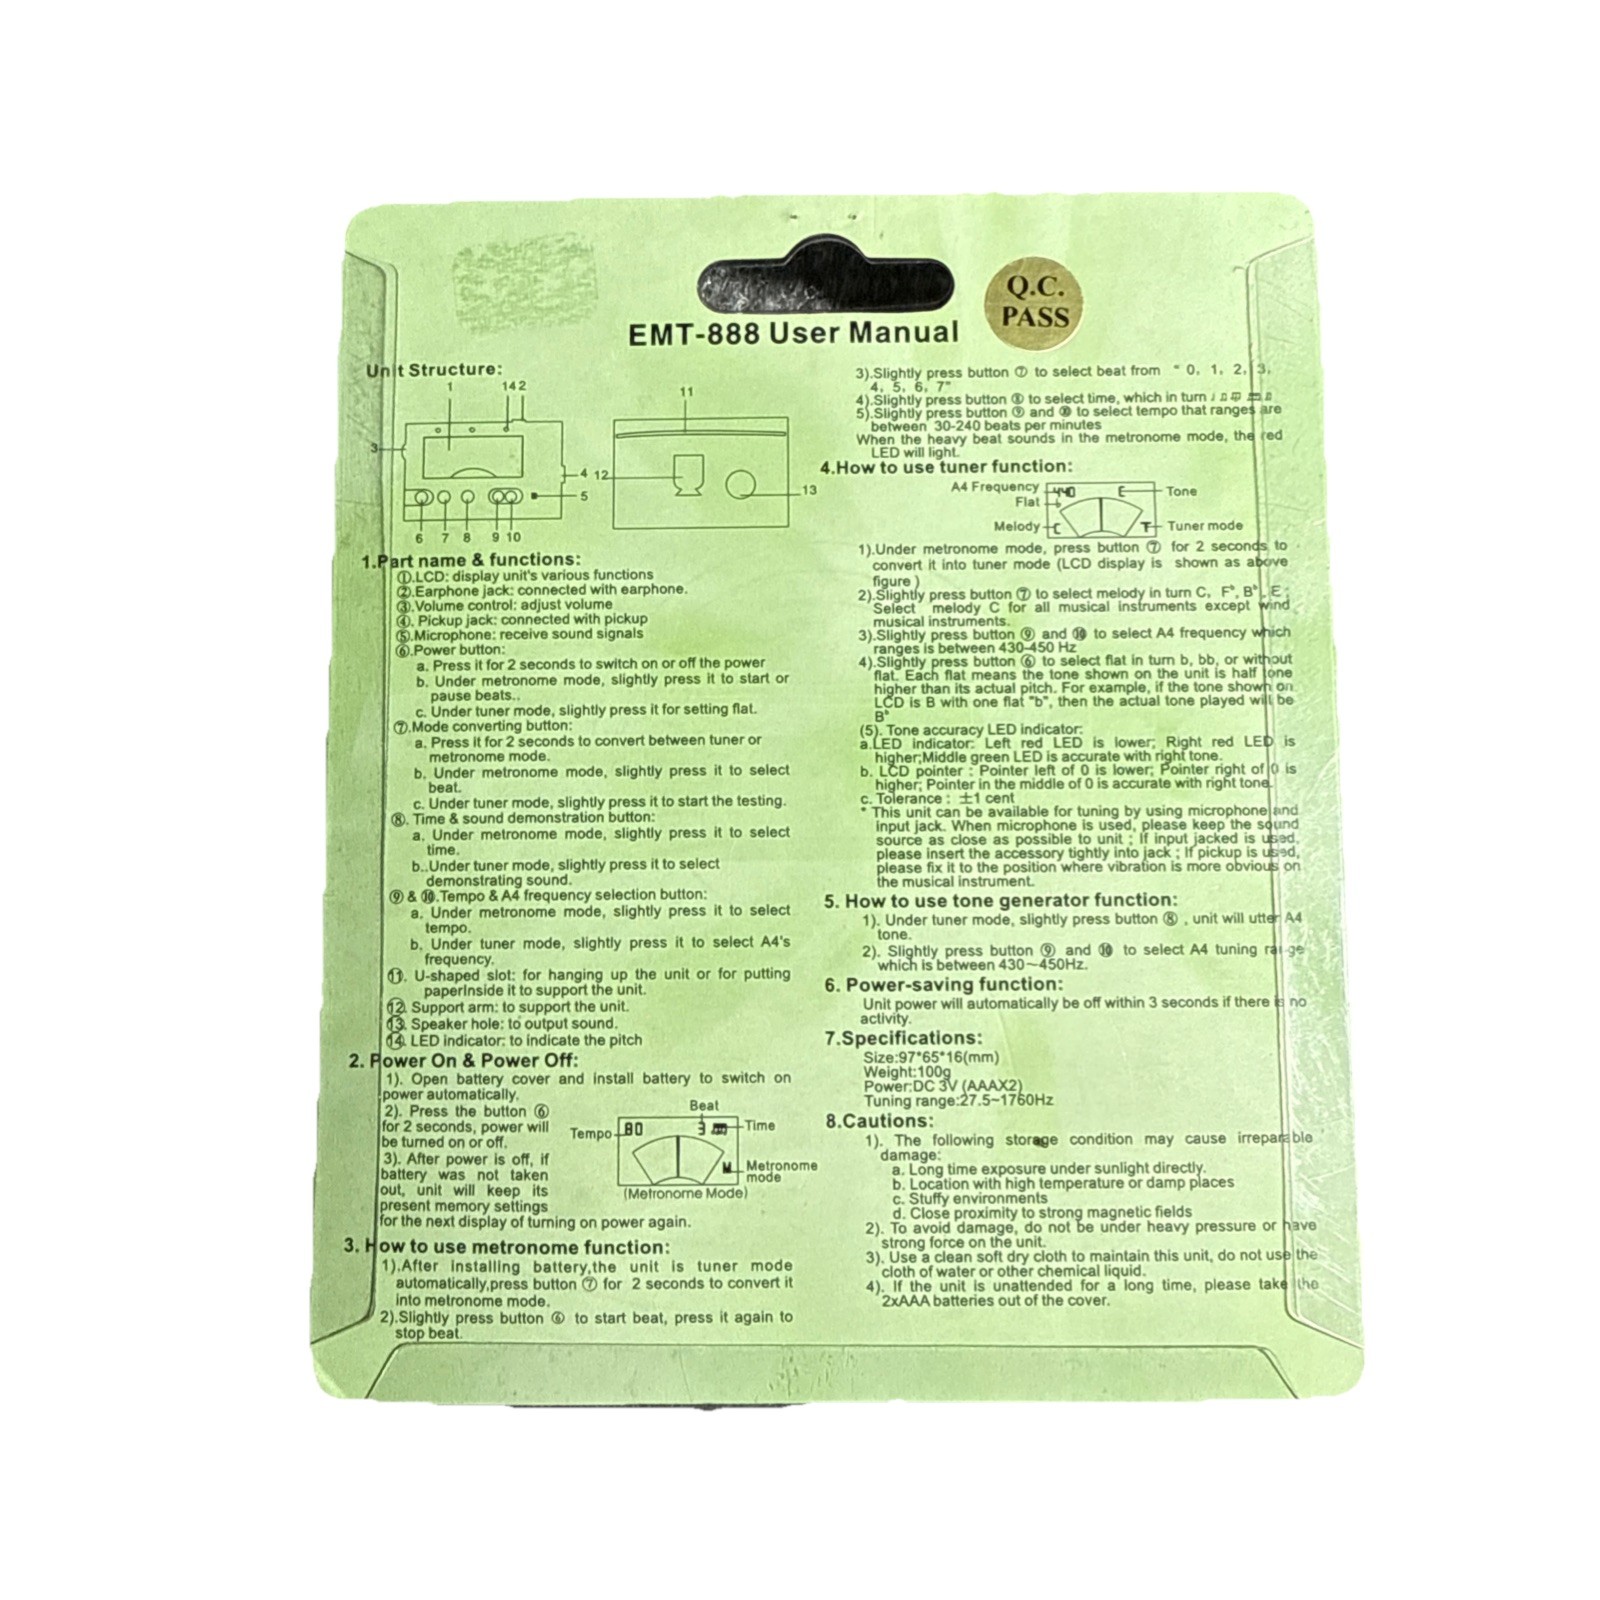 Q.C.
PASS
EMT-888 User Manual
Unit Structure:
1 14 2
11
3
4 12
5
13
6 7 8 9 10
1.Part name & functions:
①.LCD: display unit's various functions
②.Earphone jack: connected with earphone.
③.Volume control: adjust volume
④. Pickup jack: connected with pickup
⑤.Microphone: receive sound signals
⑥.Power button:
a. Press it for 2 seconds to switch on or off the power
b. Under metronome mode, slightly press it to start or
pause beats..
c. Under tuner mode, slightly press it for setting flat.
⑦.Mode converting button:
a. Press it for 2 seconds to convert between tuner or
metronome mode.
b. Under metronome mode, slightly press it to select
beat.
c. Under tuner mode, slightly press it to start the testing.
⑧. Time & sound demonstration button:
a. Under metronome mode, slightly press it to select
time.
b..Under tuner mode, slightly press it to select
demonstrating sound.
⑨ & ⑩.Tempo & A4 frequency selection button:
a. Under metronome mode, slightly press it to select
tempo.
b. Under tuner mode, slightly press it to select A4's
frequency.
⑪. U-shaped slot: for hanging up the unit or for putting
paperInside it to support the unit.
⑫ Support arm: to support the unit.
⑬. Speaker hole: to output sound.
⑭. LED indicator: to indicate the pitch
2. Power On & Power Off:
1). Open battery cover and install battery to switch on
power automatically.
2). Press the button ⑥
for 2 seconds, power will
be turned on or off.
3). After power is off, if
battery was not taken
out, unit will keep its
present memory settings
for the next display of turning on power again.
Beat
Tempo 80 3 Time
M Metronome
mode
(Metronome Mode)
3. How to use metronome function:
1).After installing battery,the unit is tuner mode
automatically,press button ⑦ for 2 seconds to convert it
into metronome mode.
2).Slightly press button ⑥ to start beat, press it again to
stop beat.
3).Slightly press button ⑦ to select beat from " 0, 1, 2, 3,
4, 5, 6, 7"
4).Slightly press button ⑧ to select time, which in turn
5).Slightly press button ⑨ and ⑩ to select tempo that ranges are
between 30-240 beats per minutes
When the heavy beat sounds in the metronome mode, the red
LED will light.
4.How to use tuner function:
A4 Frequency 440 E Tone
Flat b
Melody C T Tuner mode
1).Under metronome mode, press button ⑦ for 2 seconds to
convert it into tuner mode (LCD display is shown as above
figure )
2).Slightly press button ⑦ to select melody in turn C, F♭, B♭, E;
Select melody C for all musical instruments except wind
musical instruments.
3).Slightly press button ⑨ and ⑩ to select A4 frequency which
ranges is between 430-450 Hz
4).Slightly press button ⑥ to select flat in turn b, bb, or without
flat. Each flat means the tone shown on the unit is half tone
higher than its actual pitch. For example, if the tone shown on
LCD is B with one flat "b", then the actual tone played will be
B♭
(5). Tone accuracy LED indicator:
a.LED indicator: Left red LED is lower; Right red LED is
higher;Middle green LED is accurate with right tone.
b. LCD pointer : Pointer left of 0 is lower; Pointer right of 0 is
higher; Pointer in the middle of 0 is accurate with right tone.
c. Tolerance : ±1 cent
* This unit can be available for tuning by using microphone and
input jack. When microphone is used, please keep the sound
source as close as possible to unit ; If input jacked is used,
please insert the accessory tightly into jack ; If pickup is used,
please fix it to the position where vibration is more obvious on
the musical instrument.
5. How to use tone generator function:
1). Under tuner mode, slightly press button ⑧ , unit will utter A4
tone.
2). Slightly press button ⑨ and ⑩ to select A4 tuning range
which is between 430~450Hz.
6. Power-saving function:
Unit power will automatically be off within 3 seconds if there is no
activity.
7.Specifications:
Size:97*65*16(mm)
Weight:100g
Power:DC 3V (AAAX2)
Tuning range:27.5~1760Hz
8.Cautions:
1). The following storage condition may cause irreparable
damage:
a. Long time exposure under sunlight directly.
b. Location with high temperature or damp places
c. Stuffy environments
d. Close proximity to strong magnetic fields
2). To avoid damage, do not be under heavy pressure or have
strong force on the unit.
3). Use a clean soft dry cloth to maintain this unit, do not use the
cloth of water or other chemical liquid.
4). If the unit is unattended for a long time, please take the
2xAAA batteries out of the cover.